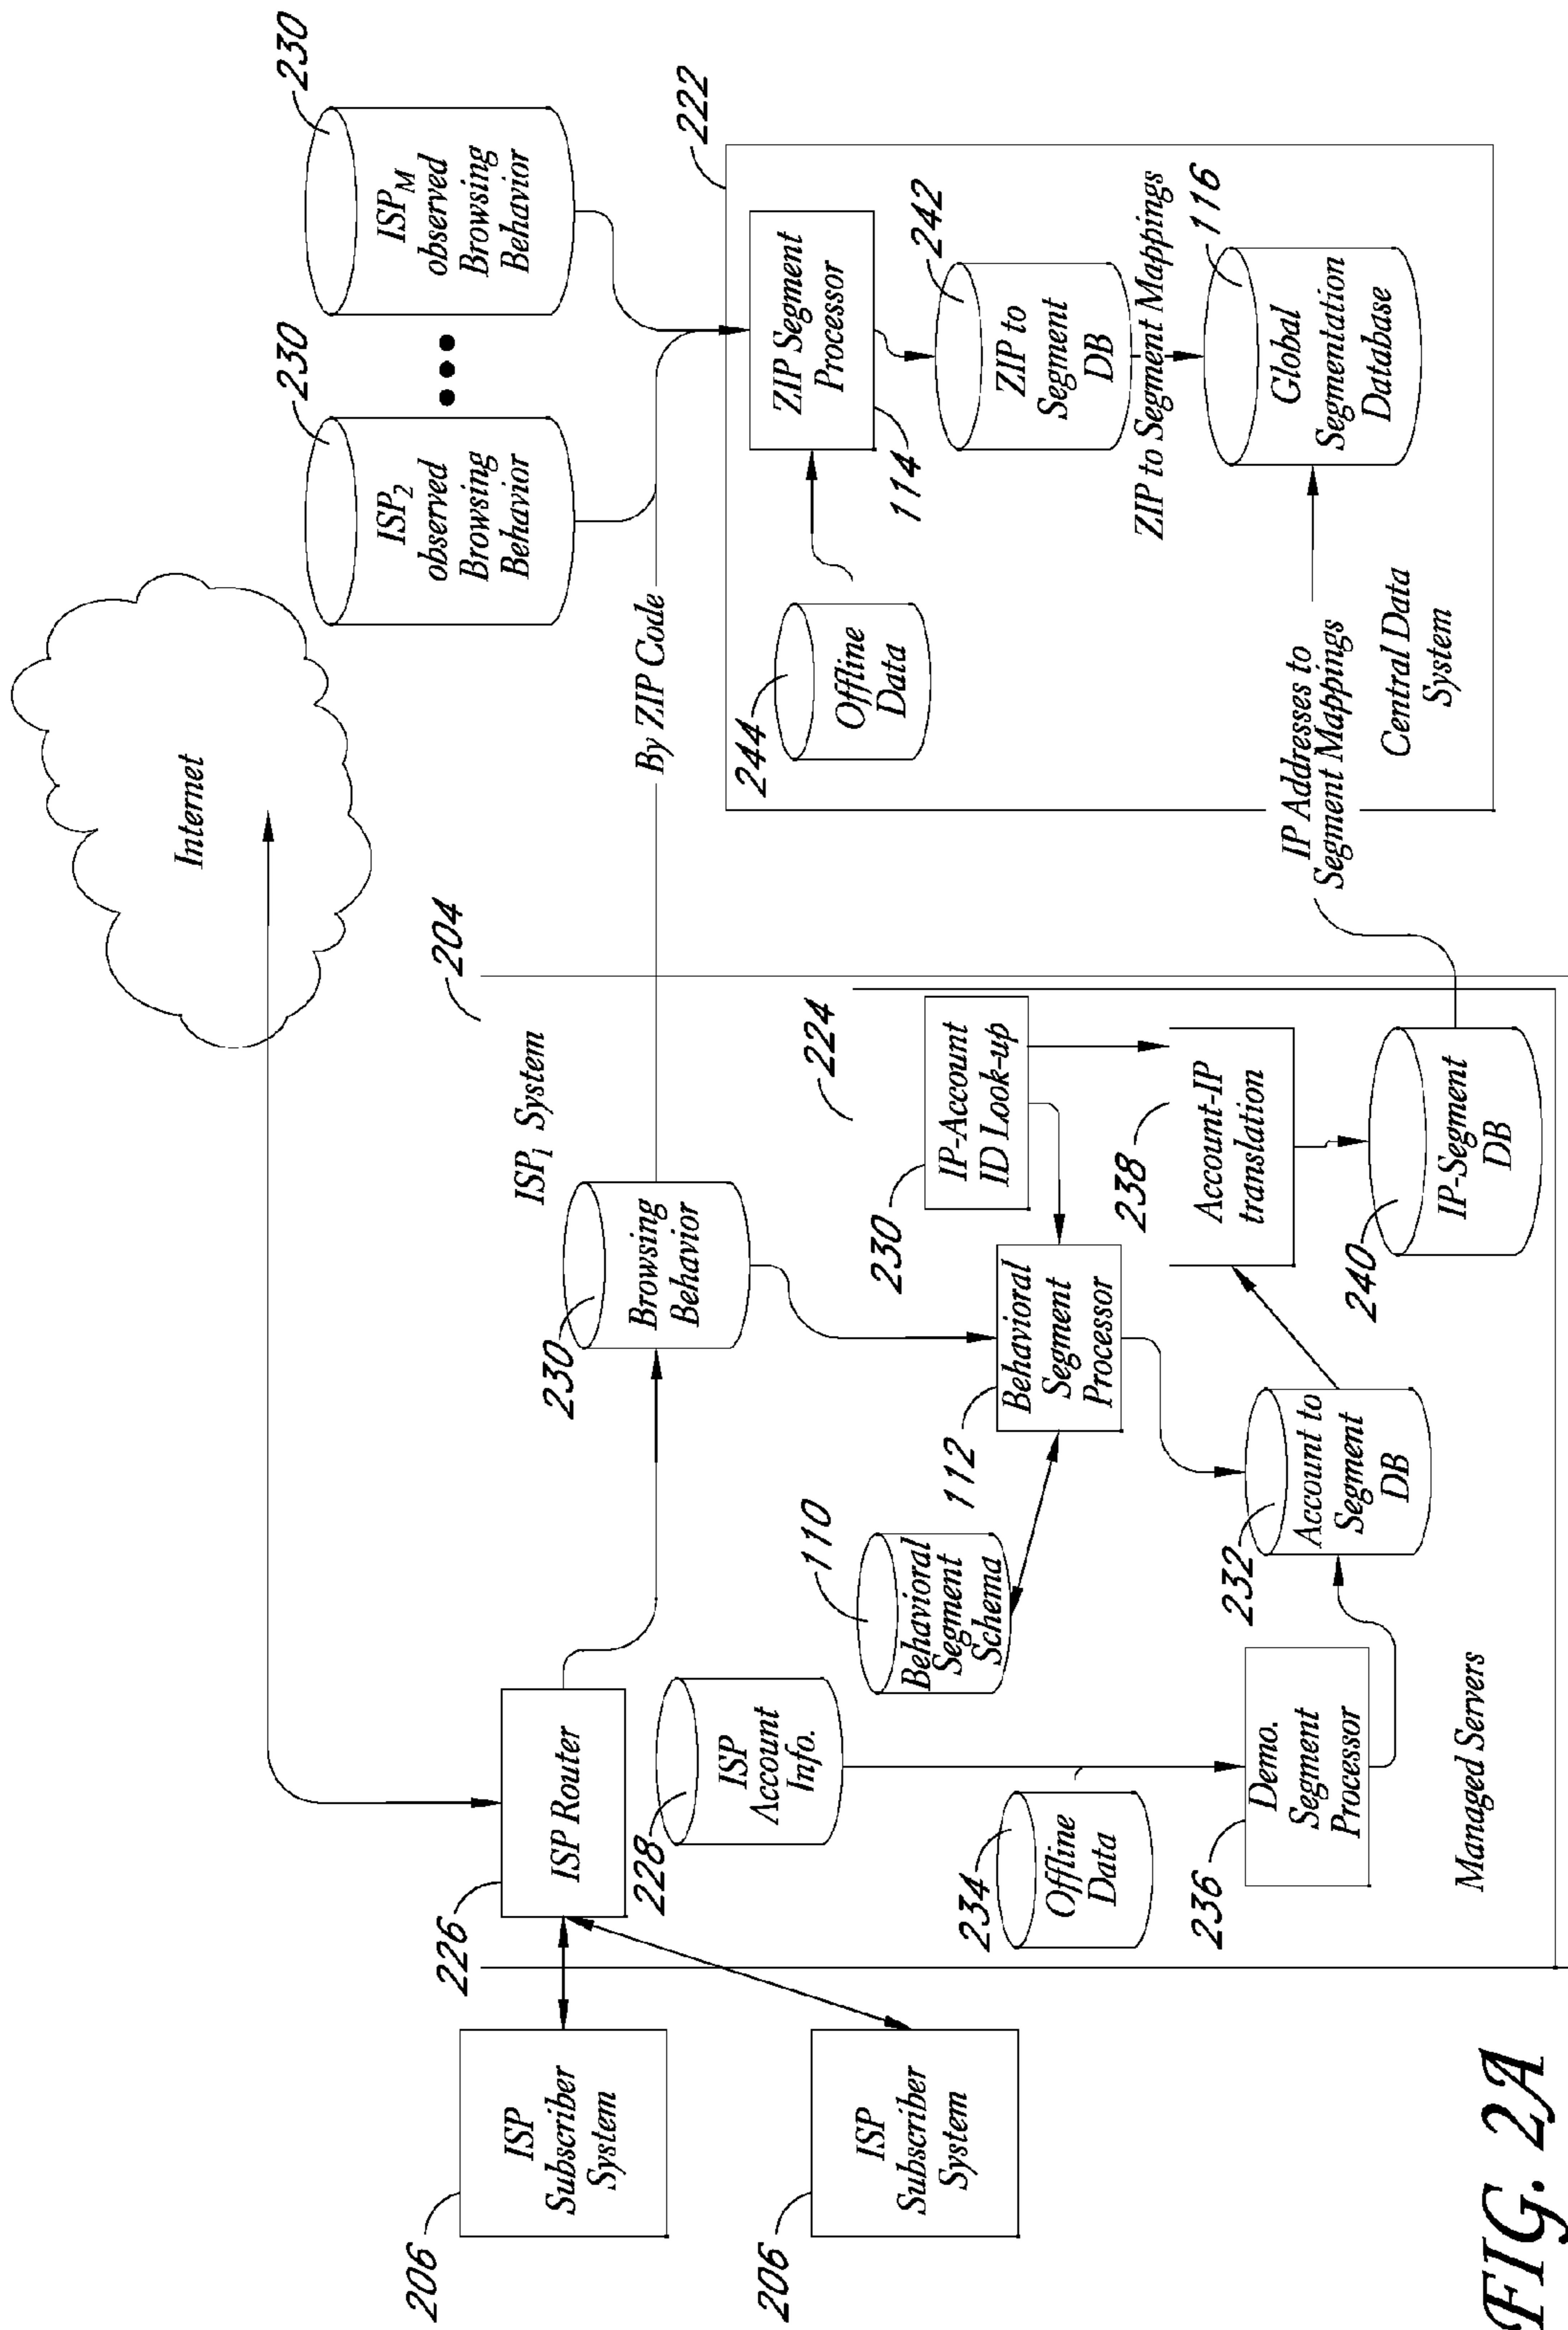 Internet
230
ISP2
observed
Browsing
Behavior
230
ISPM
observed
Browsing
Behavior
204
ISP1 System
226
ISP Router
206
ISP
Subscriber
System
206
ISP
Subscriber
System
230
Browsing
Behavior
By ZIP Code
222
228
ISP
Account
Info.
224
244
Offline
Data
ZIP Segment
Processor
114
110
Behavioral
Segment
Schema
230
IP-Account
ID Look-up
242
ZIP to
Segment
DB
234
Offline
Data
112
Behavioral
Segment
Processor
ZIP to Segment Mappings
238
Account-IP
translation
116
Global
Segmentation
Database
236
Demo.
Segment
Processor
232
Account to
Segment
DB
IP Addresses to
Segment Mappings
240
IP-Segment
DB
Central Data
System
Managed Servers
FIG. 2A